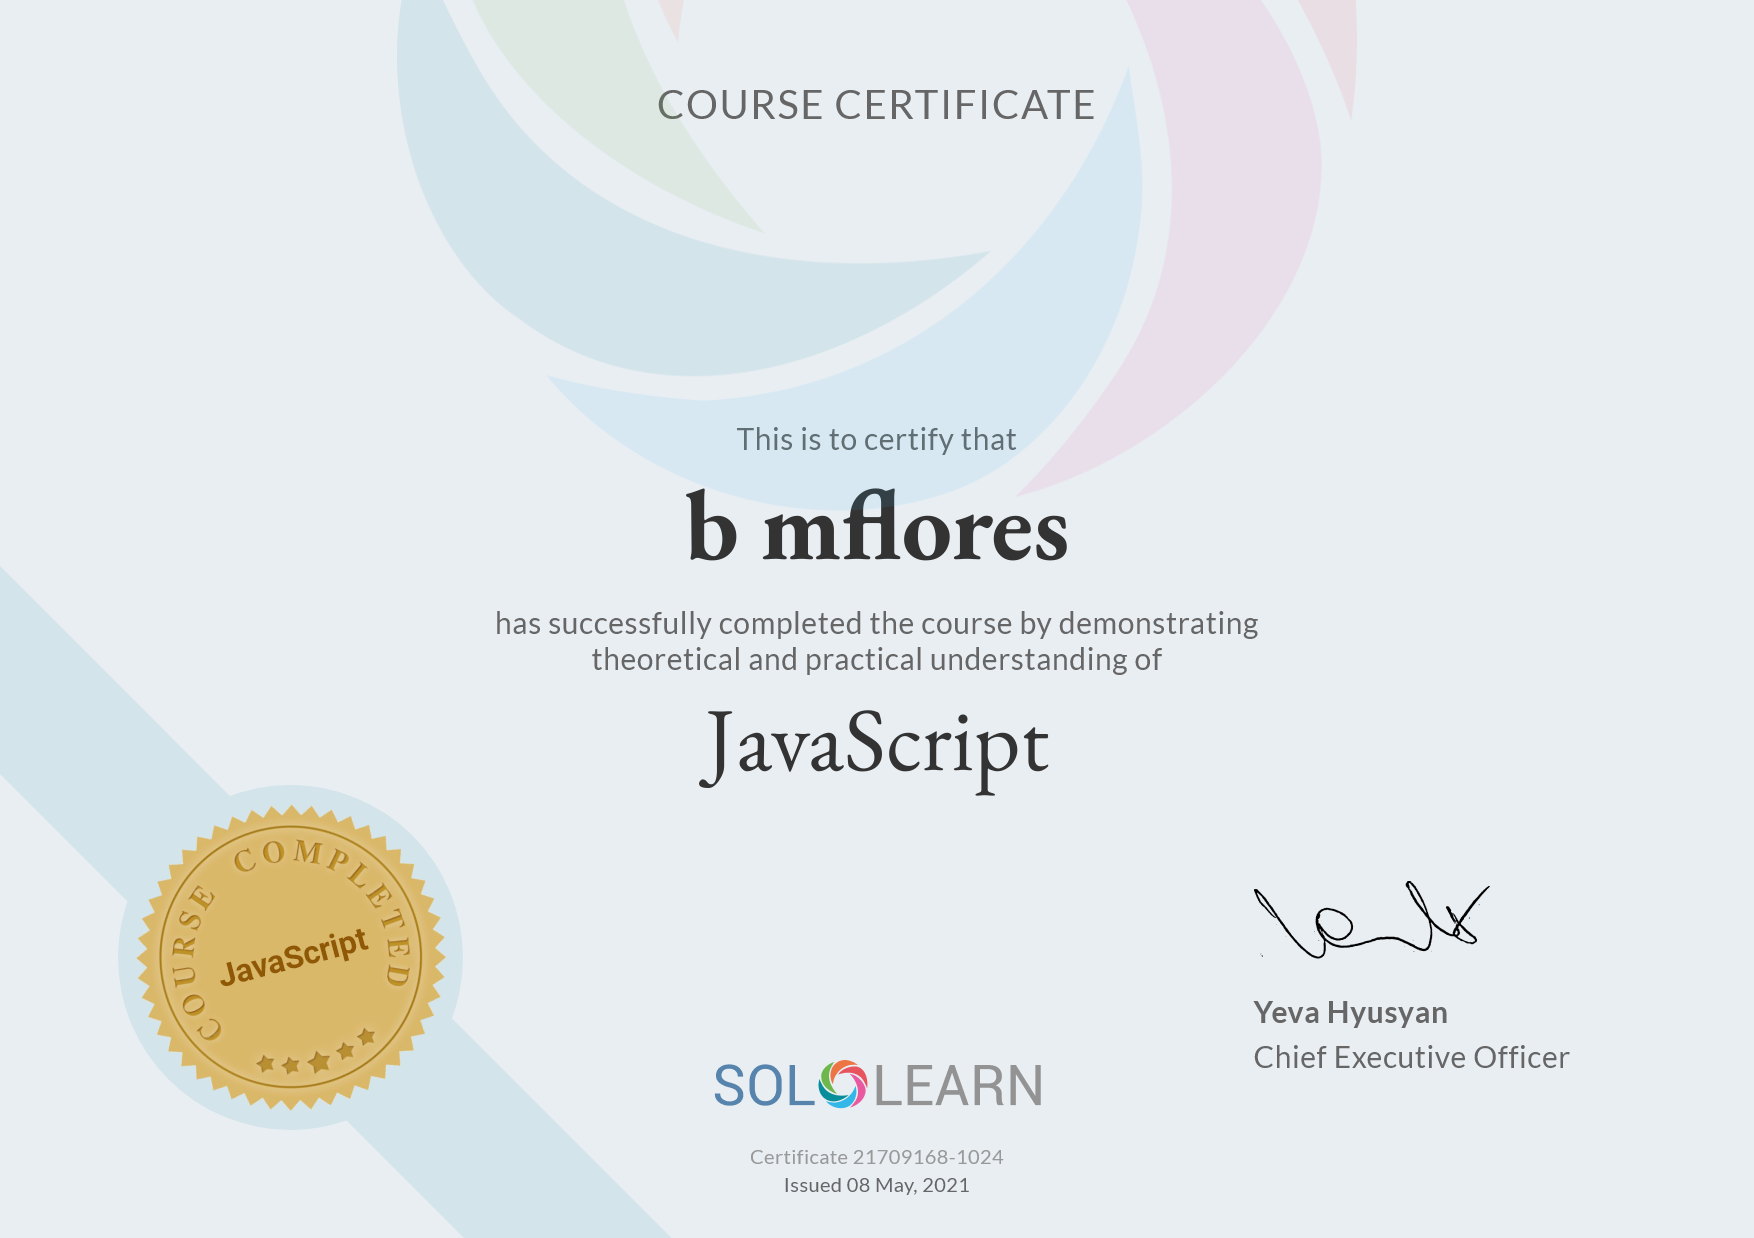 COURSE CERTIFICATE
This is to certify that
b mflores
has successfully completed the course by demonstrating
theoretical and practical understanding of
JavaScript
COURSE COMPLETED
JavaScript
Yeva Hyusyan
Chief Executive Officer
SOLOLEARN
Certificate 21709168-1024
Issued 08 May, 2021